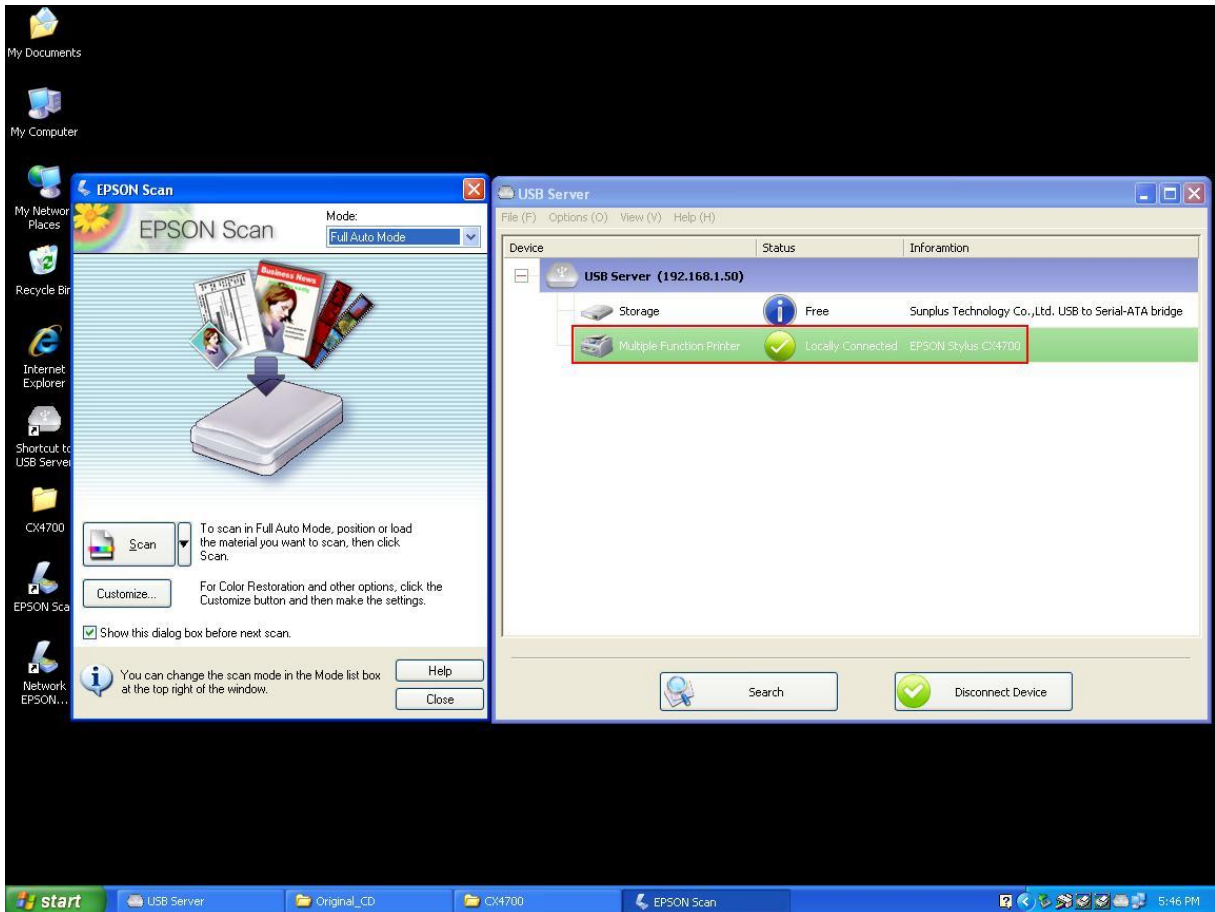 My Documents
My Computer
My Networ
Places
Recycle Bin
Internet
Explorer
Shortcut to
USB Server
CX4700
EPSON Sca
Network
EPSON...
EPSON Scan
EPSON Scan
Mode:
Full Auto Mode
Business News
Scan
To scan in Full Auto Mode, position or load
the material you want to scan, then click
Scan.
Customize...
For Color Restoration and other options, click the
Customize button and then make the settings.
Show this dialog box before next scan.
You can change the scan mode in the Mode list box
at the top right of the window.
Help
Close
USB Server
File (F) Options (O) View (V) Help (H)
Device Status Inforamtion
USB Server (192.168.1.50)
Storage Free Sunplus Technology Co.,Ltd. USB to Serial-ATA bridge
Multiple Function Printer Locally Connected EPSON Stylus CX4700
Search
Disconnect Device
start USB Server Original_CD CX4700 EPSON Scan 5:46 PM